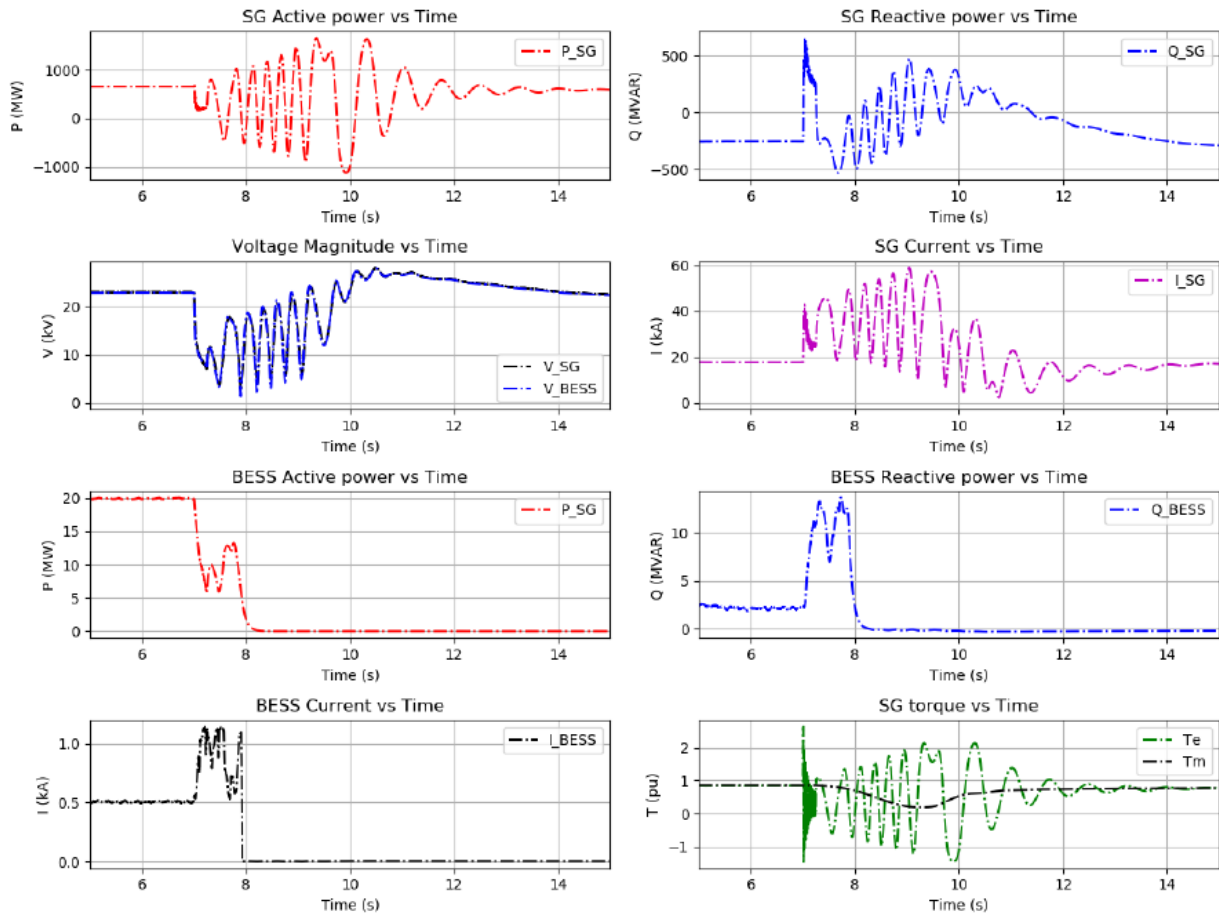 SG Active power vs Time
P (MW)
1000
0
−1000
P_SG
6 8 10 12 14
Time (s)
SG Reactive power vs Time
Q (MVAR)
500
0
−500
Q_SG
6 8 10 12 14
Time (s)
Voltage Magnitude vs Time
V (kV)
20
10
0
V_SG
V_BESS
6 8 10 12 14
Time (s)
SG Current vs Time
I (kA)
60
40
20
0
I_SG
6 8 10 12 14
Time (s)
BESS Active power vs Time
P (MW)
20
15
10
5
0
P_SG
6 8 10 12 14
Time (s)
BESS Reactive power vs Time
Q (MVAR)
10
5
0
Q_BESS
6 8 10 12 14
Time (s)
BESS Current vs Time
I (kA)
1.0
0.5
0.0
I_BESS
6 8 10 12 14
Time (s)
SG torque vs Time
T (pu)
2
1
0
−1
Te
Tm
6 8 10 12 14
Time (s)